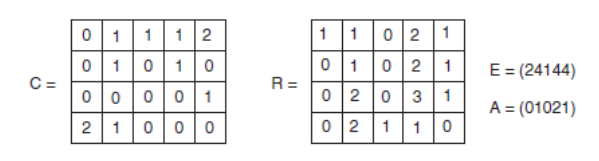 C =
0 1 1 1 2
0 1 0 1 0
0 0 0 0 1
2 1 0 0 0
R =
1 1 0 2 1
0 1 0 2 1
0 2 0 3 1
0 2 1 1 0
E = (24144)
A = (01021)